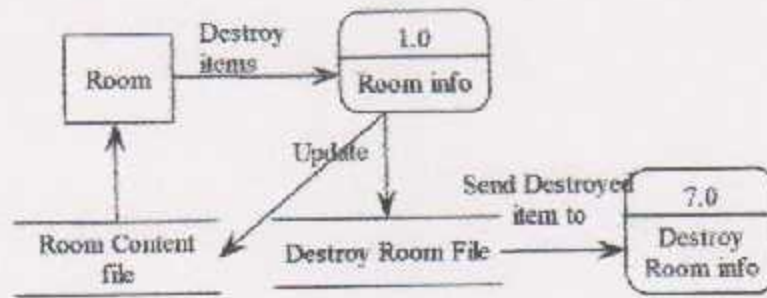 Destroy
items
1.0
Room
Room info
Update
Send Destroyed
item to
7.0
Room Content
file
Destroy Room File
Destroy
Room info